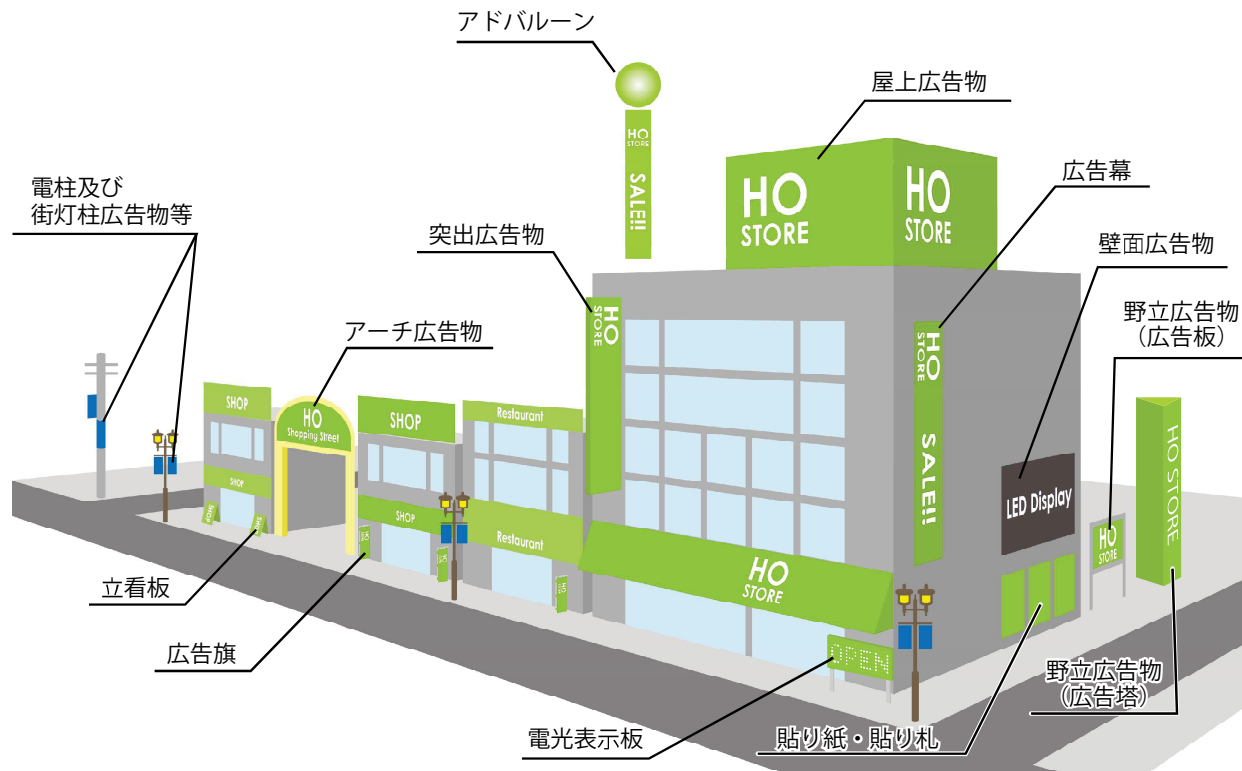 アドバルーン
屋上広告物
広告幕
壁面広告物
野立広告物
（広告板）
電柱及び
街灯柱広告物等
突出広告物
アーチ広告物
HO
STORE
SALE!!
HO
STORE
HO
STORE
HO
STORE
HO
STORE
SALE!!
SHOP
HO
Shopping Street
SHOP
Restaurant
SHOP
SHOP
Restaurant
SHOP
SHOP
HO
STORE
LED Display
HO
STORE
HO STORE
OPEN
立看板
広告旗
電光表示板
貼り紙・貼り札
野立広告物
（広告塔）